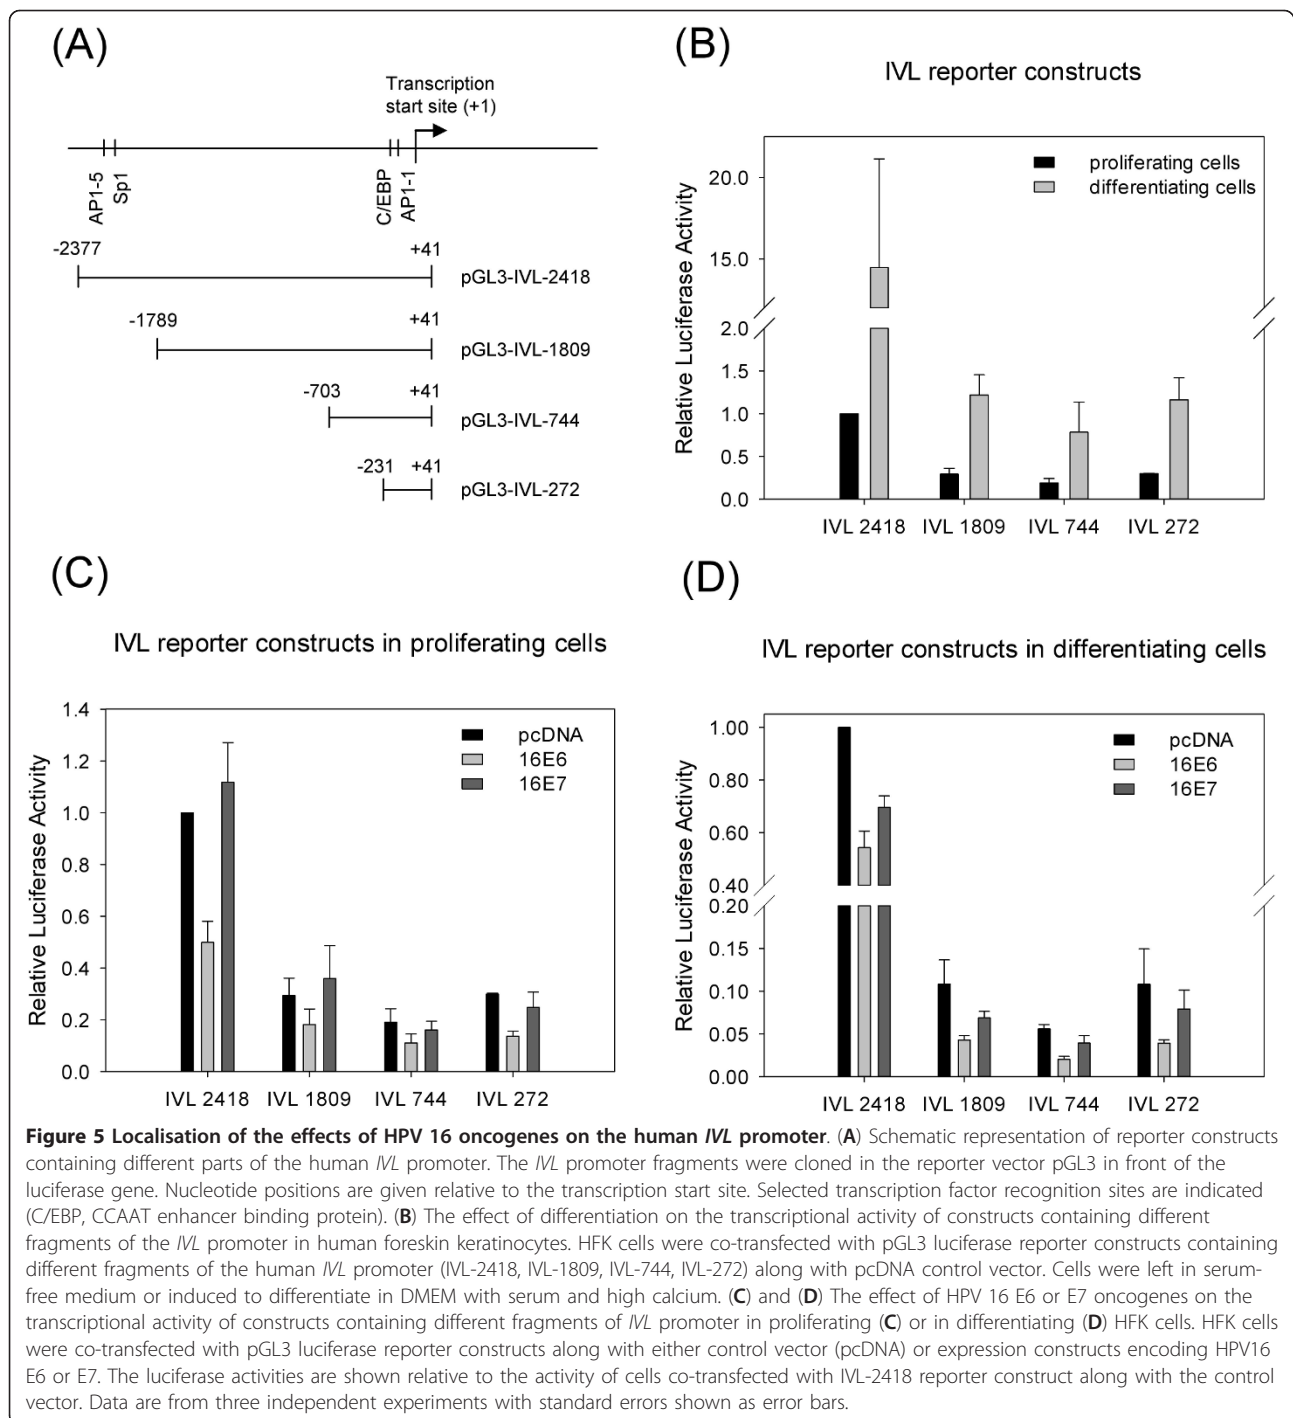 (A)
Transcription
start site (+1)
AP1-5
Sp1
C/EBP
AP1-1
-2377
+41
pGL3-IVL-2418
-1789
+41
pGL3-IVL-1809
-703
+41
pGL3-IVL-744
-231
+41
pGL3-IVL-272
(B)
IVL reporter constructs
proliferating cells
differentiating cells
Relative Luciferase Activity
20.0
15.0
2.0
1.5
1.0
0.5
0.0
IVL 2418 IVL 1809 IVL 744 IVL 272
(C)
IVL reporter constructs in proliferating cells
pcDNA
16E6
16E7
Relative Luciferase Activity
1.4
1.2
1.0
0.8
0.6
0.4
0.2
0.0
IVL 2418 IVL 1809 IVL 744 IVL 272
(D)
IVL reporter constructs in differentiating cells
pcDNA
16E6
16E7
Relative Luciferase Activity
1.00
0.80
0.60
0.40
0.20
0.15
0.10
0.05
0.00
IVL 2418 IVL 1809 IVL 744 IVL 272
Figure 5 Localisation of the effects of HPV 16 oncogenes on the human IVL promoter. (A) Schematic representation of reporter constructs
containing different parts of the human IVL promoter. The IVL promoter fragments were cloned in the reporter vector pGL3 in front of the
luciferase gene. Nucleotide positions are given relative to the transcription start site. Selected transcription factor recognition sites are indicated
(C/EBP, CCAAT enhancer binding protein). (B) The effect of differentiation on the transcriptional activity of constructs containing different
fragments of the IVL promoter in human foreskin keratinocytes. HFK cells were co-transfected with pGL3 luciferase reporter constructs containing
different fragments of the human IVL promoter (IVL-2418, IVL-1809, IVL-744, IVL-272) along with pcDNA control vector. Cells were left in serum-
free medium or induced to differentiate in DMEM with serum and high calcium. (C) and (D) The effect of HPV 16 E6 or E7 oncogenes on the
transcriptional activity of constructs containing different fragments of IVL promoter in proliferating (C) or in differentiating (D) HFK cells. HFK cells
were co-transfected with pGL3 luciferase reporter constructs along with either control vector (pcDNA) or expression constructs encoding HPV16
E6 or E7. The luciferase activities are shown relative to the activity of cells co-transfected with IVL-2418 reporter construct along with the control
vector. Data are from three independent experiments with standard errors shown as error bars.